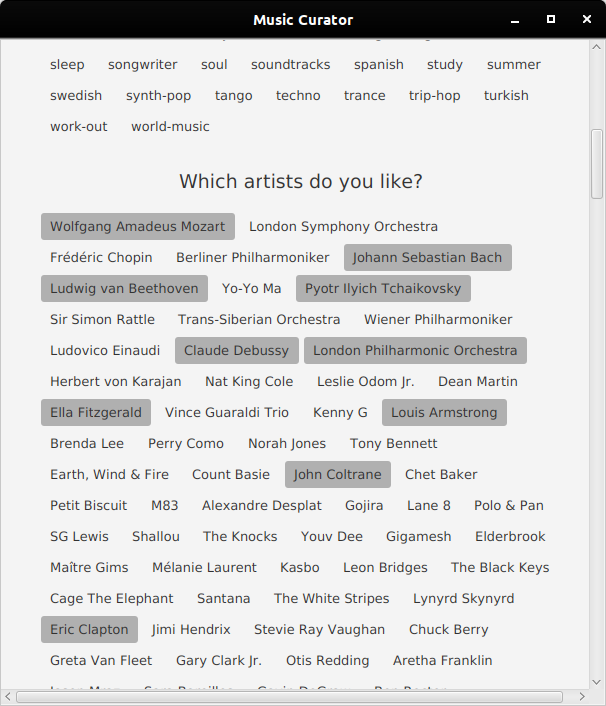 Music Curator
sleep songwriter soul soundtracks spanish study summer
swedish synth-pop tango techno trance trip-hop turkish
work-out world-music
Which artists do you like?
Wolfgang Amadeus Mozart London Symphony Orchestra
Frédéric Chopin Berliner Philharmoniker Johann Sebastian Bach
Ludwig van Beethoven Yo-Yo Ma Pyotr Ilyich Tchaikovsky
Sir Simon Rattle Trans-Siberian Orchestra Wiener Philharmoniker
Ludovico Einaudi Claude Debussy London Philharmonic Orchestra
Herbert von Karajan Nat King Cole Leslie Odom Jr. Dean Martin
Ella Fitzgerald Vince Guaraldi Trio Kenny G Louis Armstrong
Brenda Lee Perry Como Norah Jones Tony Bennett
Earth, Wind & Fire Count Basie John Coltrane Chet Baker
Petit Biscuit M83 Alexandre Desplat Gojira Lane 8 Polo & Pan
SG Lewis Shallou The Knocks Youv Dee Gigamesh Elderbrook
Maître Gims Mélanie Laurent Kasbo Leon Bridges The Black Keys
Cage The Elephant Santana The White Stripes Lynyrd Skynyrd
Eric Clapton Jimi Hendrix Stevie Ray Vaughan Chuck Berry
Greta Van Fleet Gary Clark Jr. Otis Redding Aretha Franklin